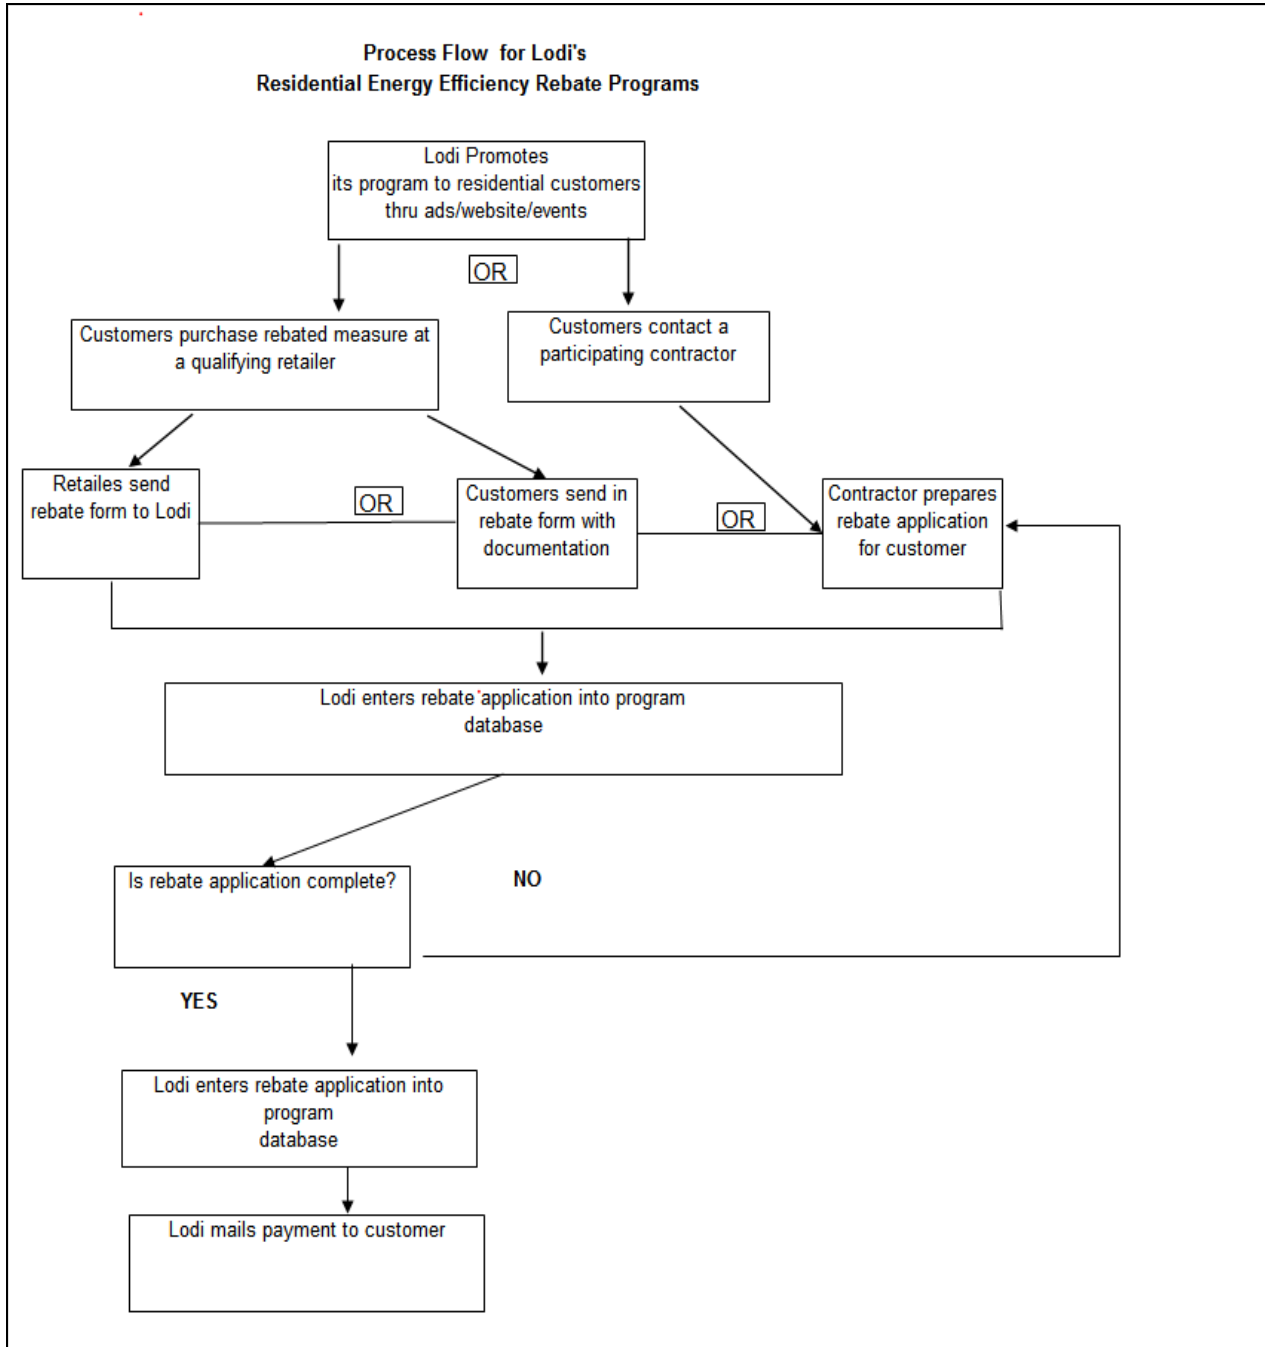 Process Flow for Lodi's
Residential Energy Efficiency Rebate Programs
Lodi Promotes
its program to residential customers
thru ads/website/events
OR
Customers purchase rebated measure at
a qualifying retailer
Customers contact a
participating contractor
Retailes send
rebate form to Lodi
OR
Customers send in
rebate form with
documentation
OR
Contractor prepares
rebate application
for customer
Lodi enters rebate application into program
database
Is rebate application complete?
NO
YES
Lodi enters rebate application into
program
database
Lodi mails payment to customer